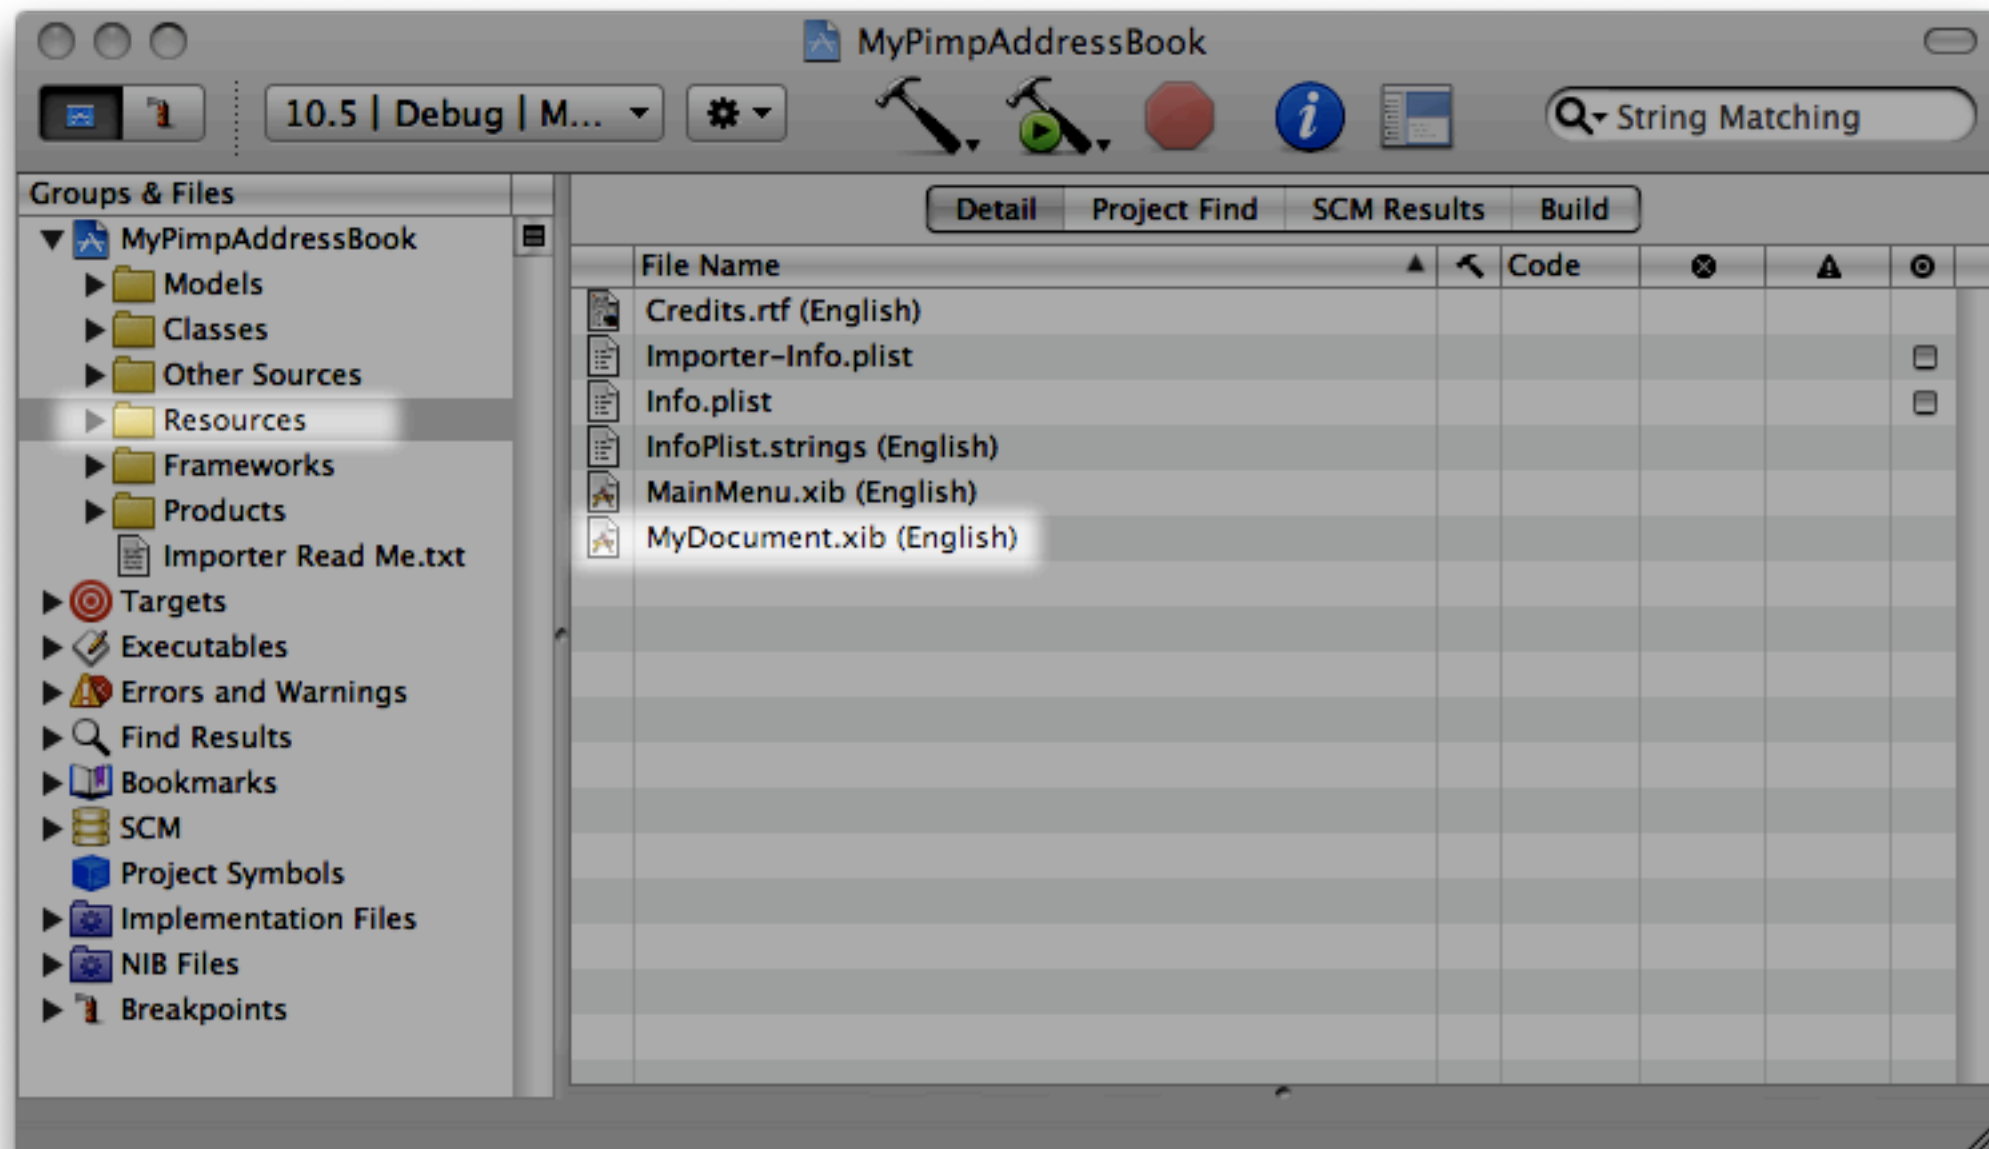 MyPimpAddressBook
10.5 | Debug | M...
String Matching
Groups & Files
MyPimpAddressBook
Models
Classes
Other Sources
Resources
Frameworks
Products
Importer Read Me.txt
Targets
Executables
Errors and Warnings
Find Results
Bookmarks
SCM
Project Symbols
Implementation Files
NIB Files
Breakpoints
Detail Project Find SCM Results Build
File Name Code
Credits.rtf (English)
Importer-Info.plist
Info.plist
InfoPlist.strings (English)
MainMenu.xib (English)
MyDocument.xib (English)